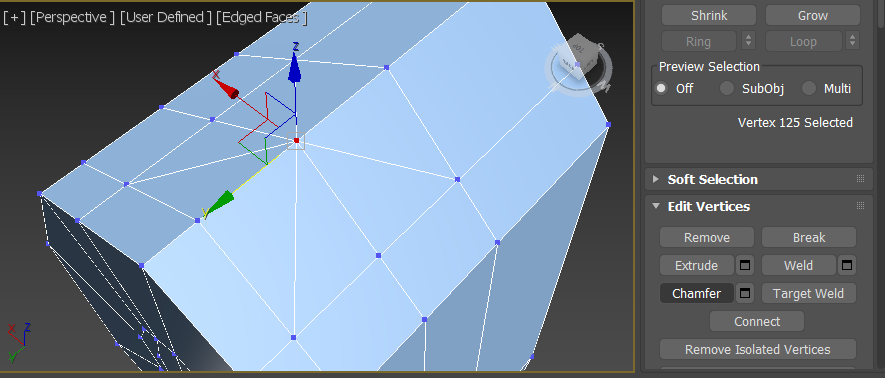 [ + ] [Perspective ] [User Defined ] [Edged Faces ]
Shrink Grow
Ring Loop
Preview Selection
Off SubObj Multi
Vertex 125 Selected
Soft Selection
Edit Vertices
Remove Break
Extrude Weld
Chamfer Target Weld
Connect
Remove Isolated Vertices
z
x
y
TOP
x
z
y